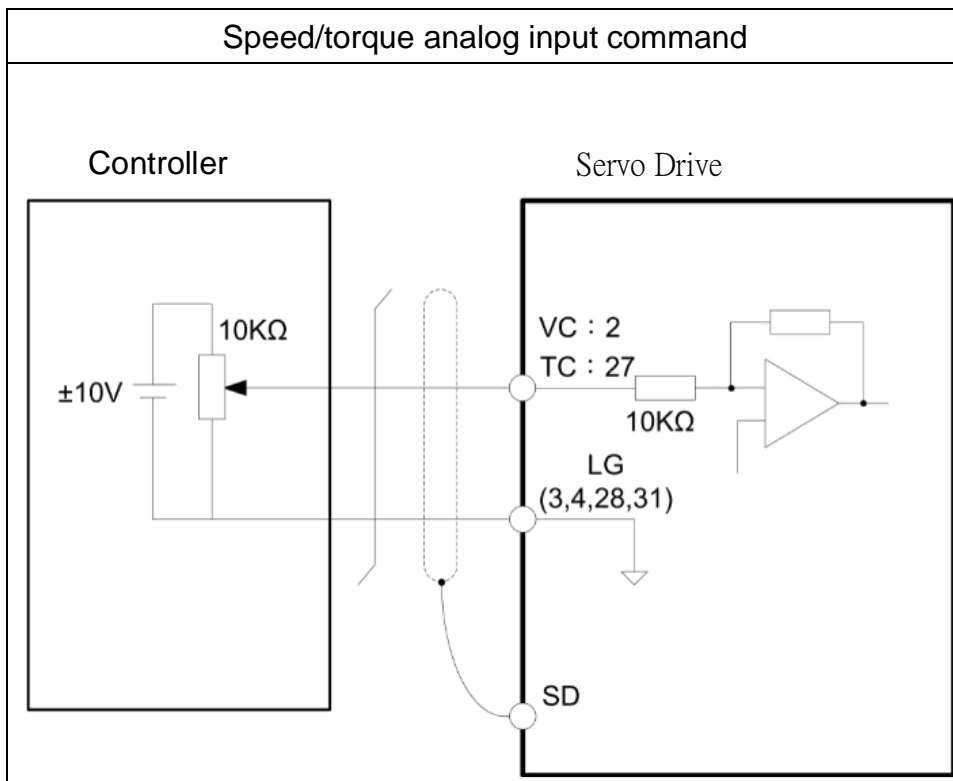 Speed/torque analog input command
Controller
Servo Drive
10KΩ
±10V
VC：2
TC：27
10KΩ
LG
(3,4,28,31)
SD